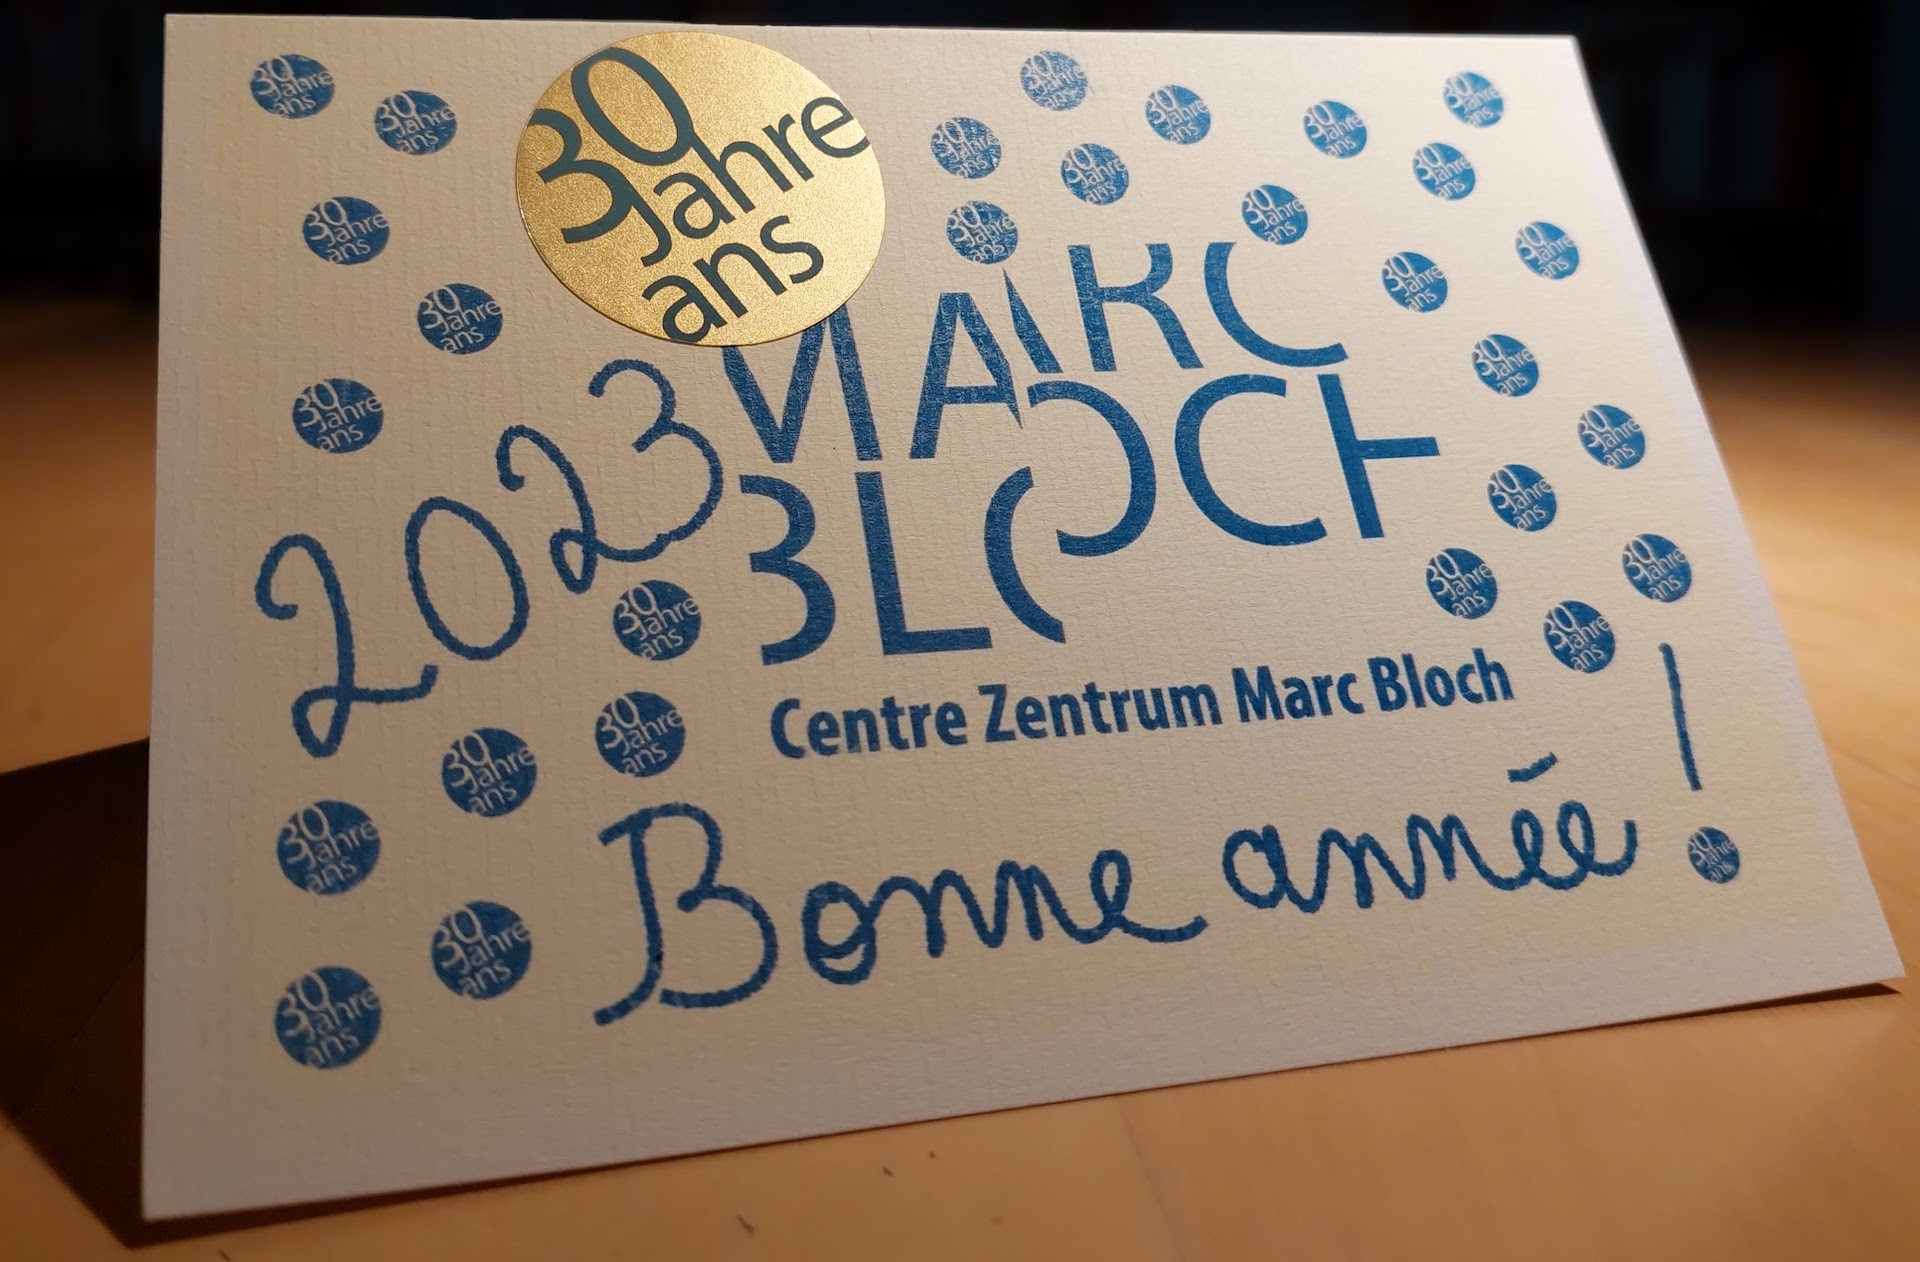 30
Jahre
ans
2023
MARC
BLOCH
Centre Zentrum Marc Bloch
Bonne année !